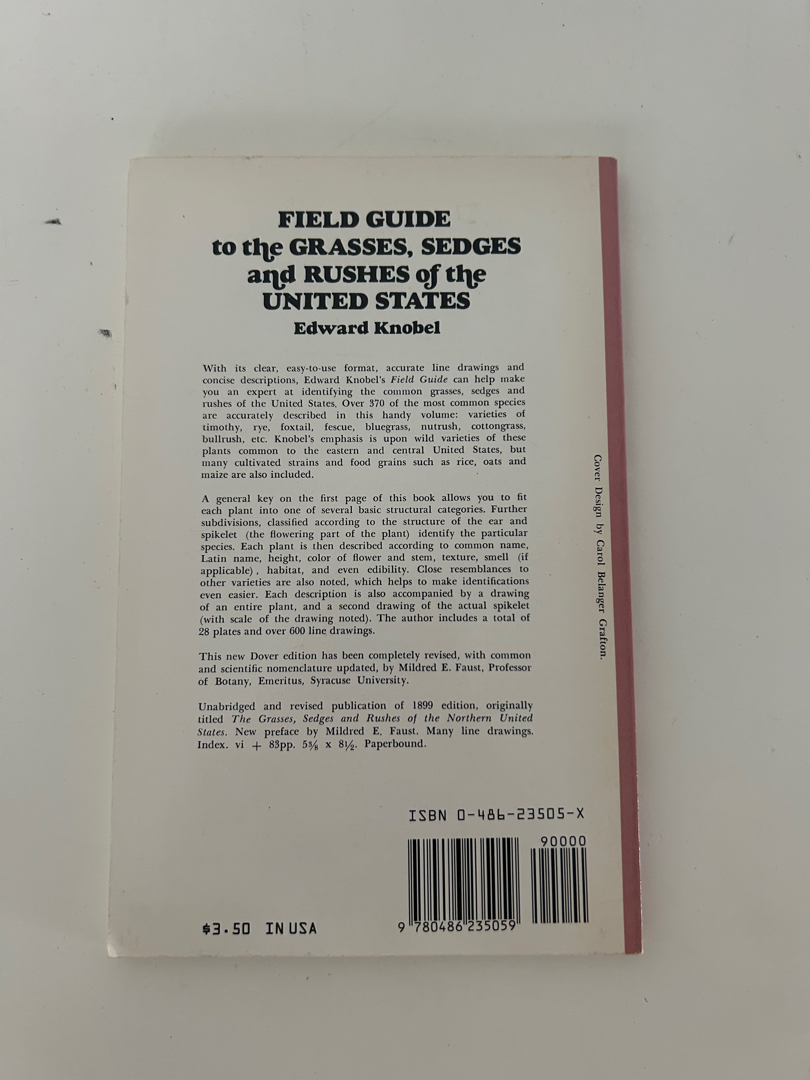 FIELD GUIDE
to the GRASSES, SEDGES
and RUSHES of the
UNITED STATES
Edward Knobel
With its clear, easy-to-use format, accurate line drawings and
concise descriptions, Edward Knobel's Field Guide can help make
you an expert at identifying the common grasses, sedges and
rushes of the United States. Over 370 of the most common species
are accurately described in this handy volume: varieties of
timothy, rye, foxtail, fescue, bluegrass, nutrush, cottongrass,
bullrush, etc. Knobel's emphasis is upon wild varieties of these
plants common to the eastern and central United States, but
many cultivated strains and food grains such as rice, oats and
maize are also included.
A general key on the first page of this book allows you to fit
each plant into one of several basic structural categories. Further
subdivisions, classified according to the structure of the ear and
spikelet (the flowering part of the plant) identify the particular
species. Each plant is then described according to common name,
Latin name, height, color of flower and stem, texture, smell (if
applicable), habitat, and even edibility. Close resemblances to
other varieties are also noted, which helps to make identifications
even easier. Each description is also accompanied by a drawing
of an entire plant, and a second drawing of the actual spikelet
(with scale of the drawing noted). The author includes a total of
28 plates and over 600 line drawings.
This new Dover edition has been completely revised, with common
and scientific nomenclature updated, by Mildred E. Faust, Professor
of Botany, Emeritus, Syracuse University.
Unabridged and revised publication of 1899 edition, originally
titled The Grasses, Sedges and Rushes of the Northern United
States. New preface by Mildred E. Faust. Many line drawings.
Index. vi + 83pp. 5⅜ x 8½. Paperbound.
Cover Design by Carol Belanger Grafton.
ISBN 0-486-23505-X
90000
9 780486 235059
$3.50 IN USA